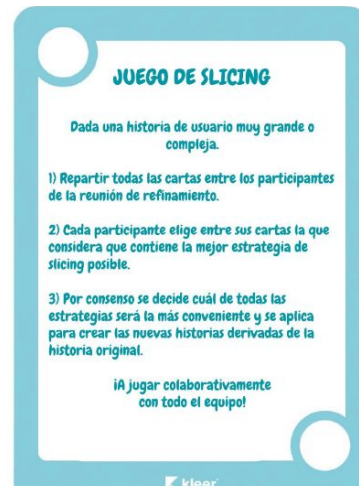 JUEGO DE SLICING
Dada una historia de usuario muy grande o
compleja.
1) Repartir todas las cartas entre los participantes
de la reunión de refinamiento.
2) Cada participante elige entre sus cartas la que
considera que contiene la mejor estrategia de
slicing posible.
3) Por consenso se decide cuál de todas las
estrategias será la más conveniente y se aplica
para crear las nuevas historias derivadas de la
historia original.
¡A jugar colaborativamente
con todo el equipo!
kleer